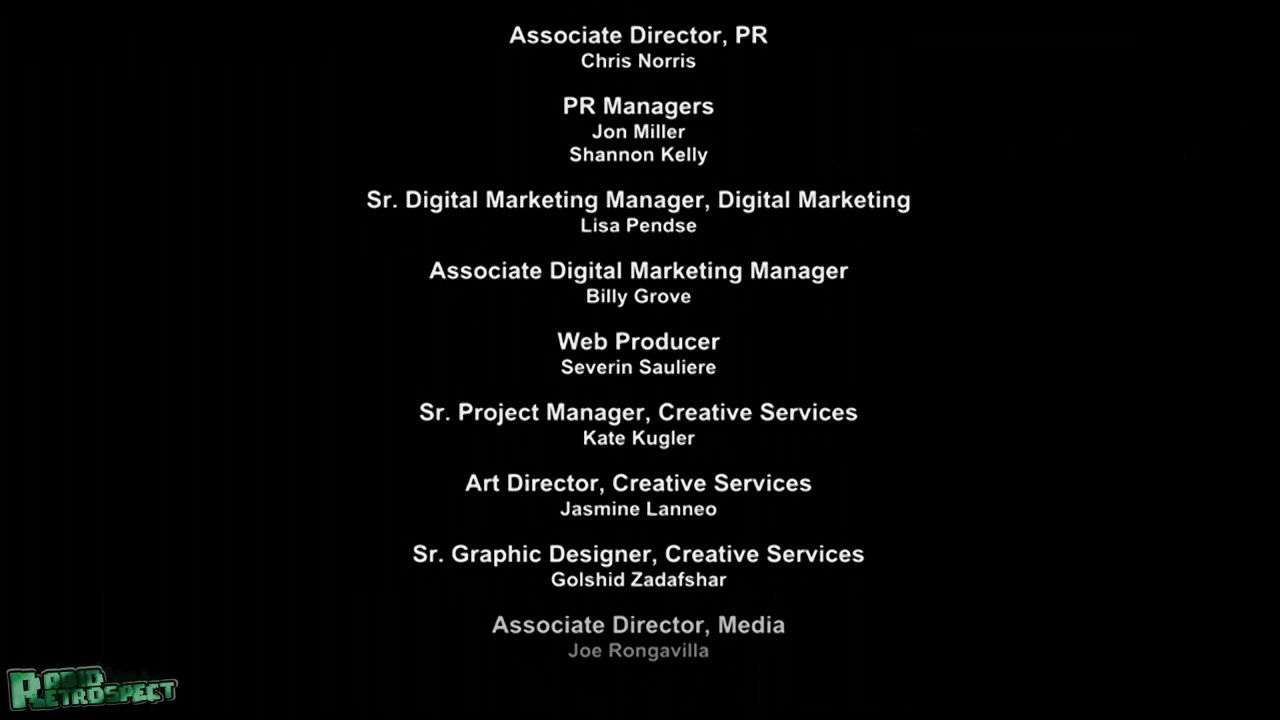 Associate Director, PR
Chris Norris
PR Managers
Jon Miller
Shannon Kelly
Sr. Digital Marketing Manager, Digital Marketing
Lisa Pendse
Associate Digital Marketing Manager
Billy Grove
Web Producer
Severin Sauliere
Sr. Project Manager, Creative Services
Kate Kugler
Art Director, Creative Services
Jasmine Lanneo
Sr. Graphic Designer, Creative Services
Golshid Zadafshar
Associate Director, Media
Joe Rongavilla
Rabid
Retrospect